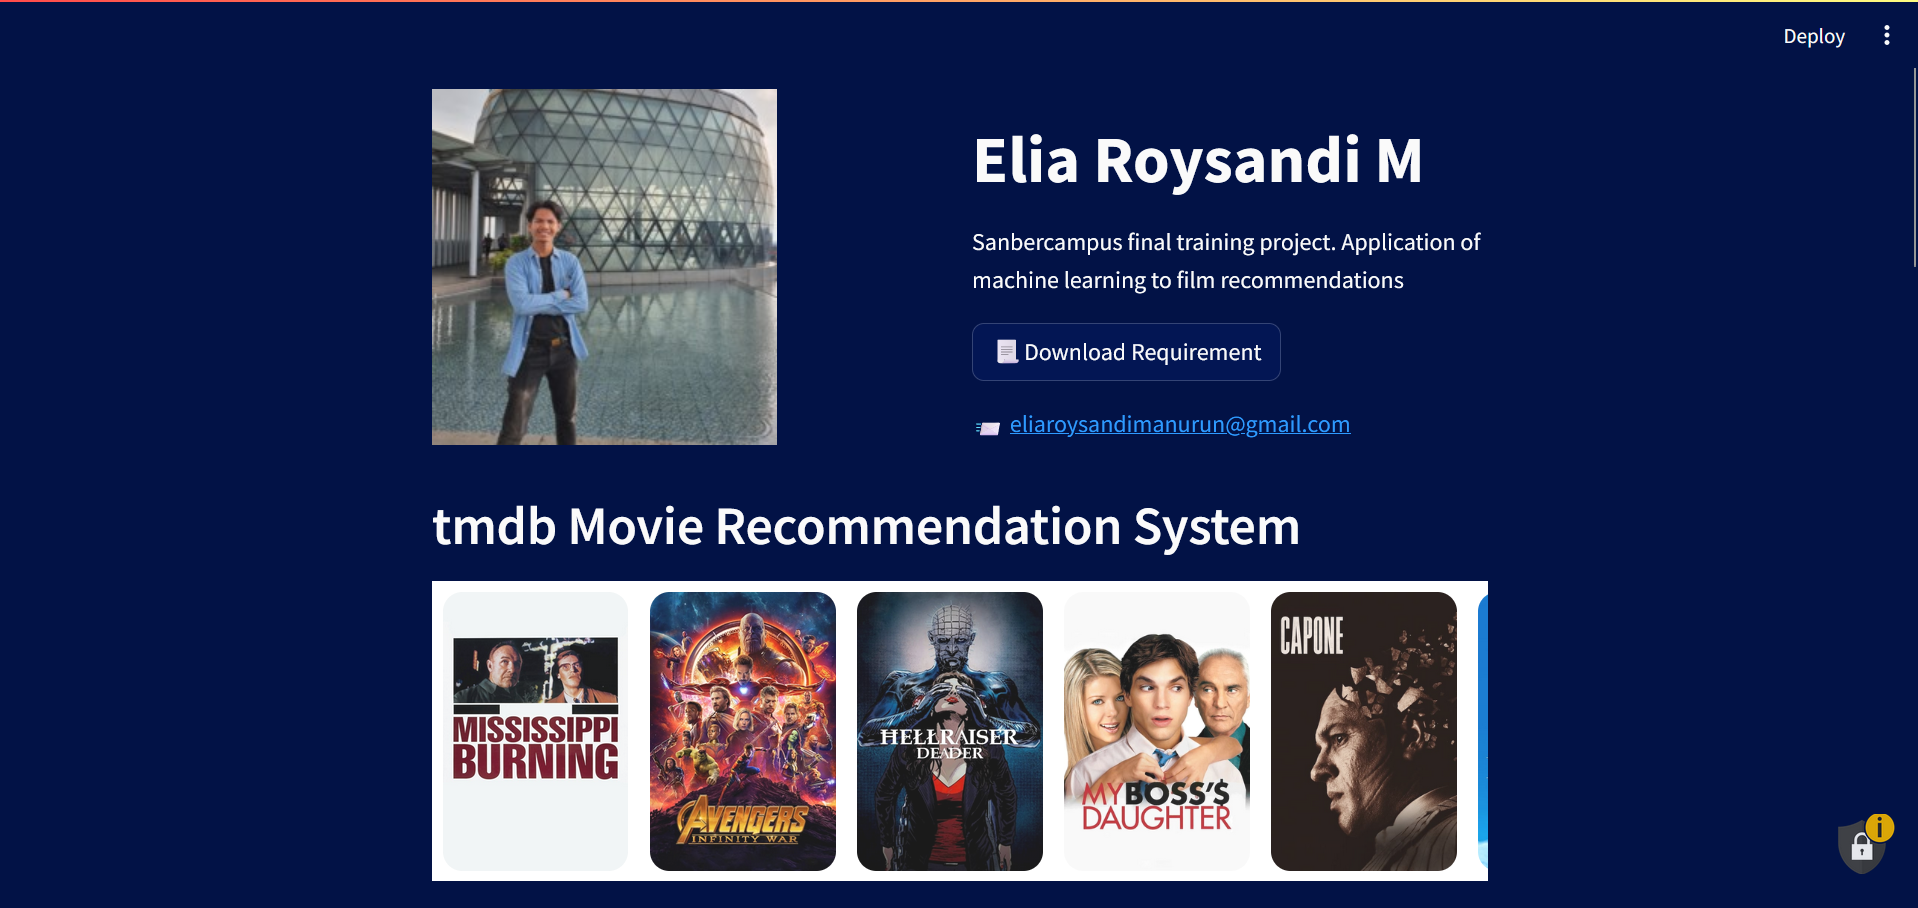 Deploy
Elia Roysandi M
Sanbercampus final training project. Application of
machine learning to film recommendations
Download Requirement
eliaroysandimanurun@gmail.com
tmdb Movie Recommendation System
MISSISSIPPI
BURNING
AVENGERS
INFINITY WAR
HELLRAISER
DEADER
MY BOSS'$
DAUGHTER
CAPONE